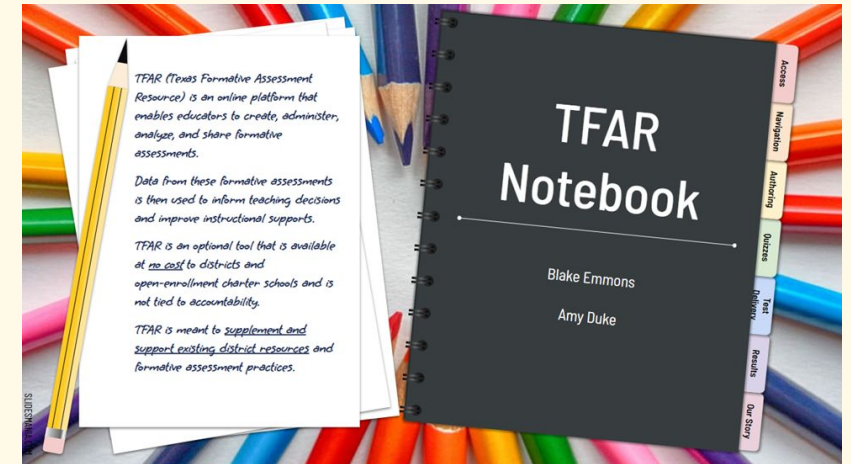 TFAR (Texas Formative Assessment
Resource) is an online platform that
enables educators to create, administer,
analyze, and share formative
assessments.
Data from these formative assessments
is then used to inform teaching decisions
and improve instructional supports.
TFAR is an optional tool that is available
at no cost to districts and
open-enrollment charter schools and is
not tied to accountability.
TFAR is meant to supplement and
support existing district resources and
formative assessment practices.
TFAR
Notebook
Blake Emmons
Amy Duke
Access
Navigation
Authoring
Quizzes
Test
Delivery
Results
Our Story